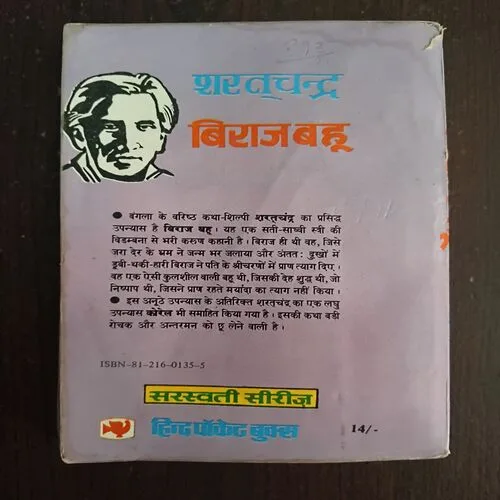 शरत्चन्द्र
बिराज बहू
● बंगला के वरिष्ठ कथा-शिल्पी शरत्चंद्र का प्रसिद्ध
उपन्यास है बिराज बहू। यह एक सती-साध्वी स्त्री की
विडम्बना से भरी करुण कहानी है। बिराज ही थी वह, जिसे
जरा देर के भ्रम ने जन्म भर जलाया और अंततः दुखों में
डूबी-थकी-हारी बिराज ने पति के श्रीचरणों में प्राण त्याग दिए।
वह एक ऐसी कुलशील वाली बहू थी, जिसकी देह शुद्ध थी, जो
निष्पाप थी, जिसने प्राण रहते मर्यादा का त्याग नहीं किया।
● इस अनूठे उपन्यास के अतिरिक्त शरत्चंद्र का एक लघु
उपन्यास कोरेल भी समाहित किया गया है। इसकी कथा बड़ी
रोचक और अन्तरमन को छू लेने वाली है।
ISBN-81-216-0135-5
सरस्वती सीरीज़
हिन्द पॉकेट बुक्स
14/-